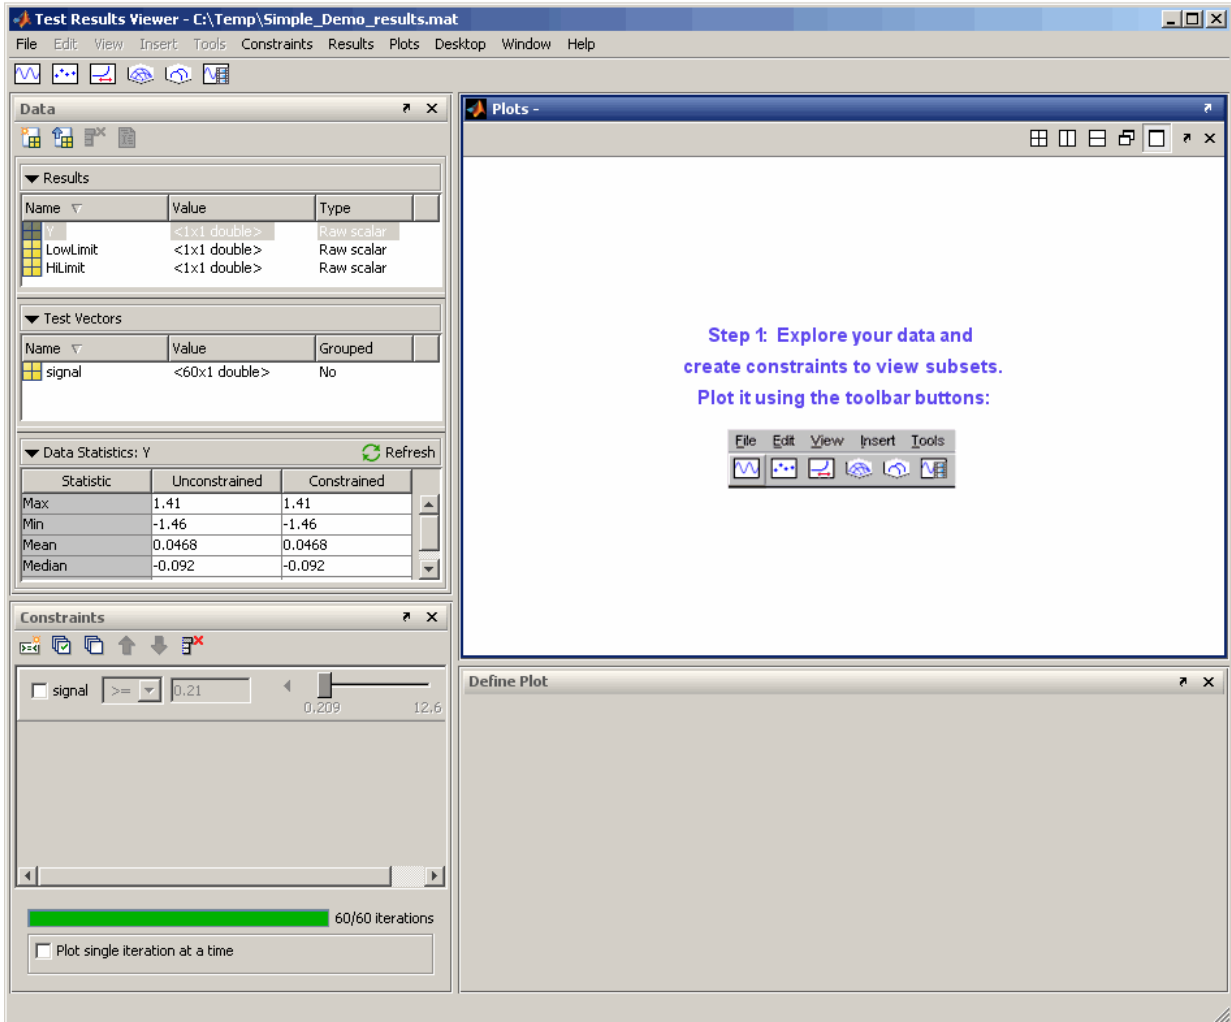 Test Results Viewer - C:\Temp\Simple_Demo_results.mat
File Edit View Insert Tools Constraints Results Plots Desktop Window Help
Data
Results
Name Value Type
Y <1x1 double> Raw scalar
LowLimit <1x1 double> Raw scalar
HiLimit <1x1 double> Raw scalar
Test Vectors
Name Value Grouped
signal <60x1 double> No
Data Statistics: Y Refresh
Statistic Unconstrained Constrained
Max 1.41 1.41
Min -1.46 -1.46
Mean 0.0468 0.0468
Median -0.092 -0.092
Constraints
signal >= 0.21
0.209 12.6
60/60 iterations
Plot single iteration at a time
Plots -
Step 1: Explore your data and
create constraints to view subsets.
Plot it using the toolbar buttons:
File Edit View Insert Tools
Define Plot